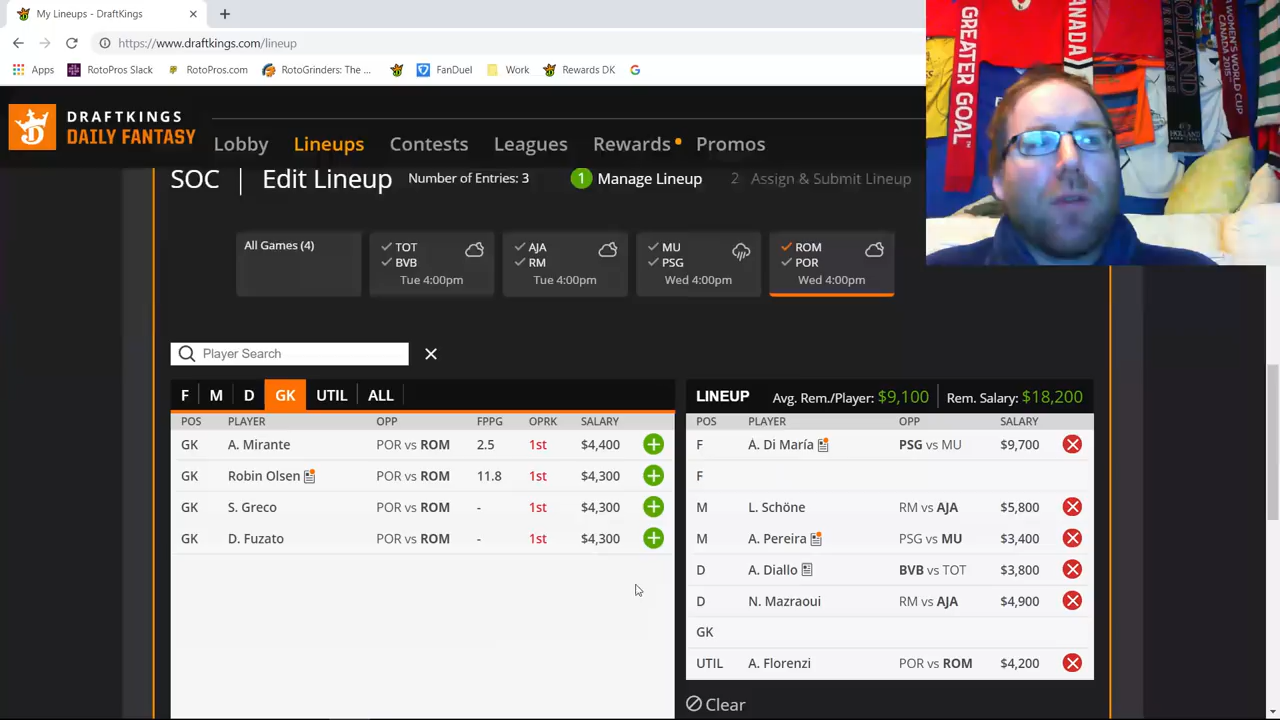 My Lineups - DraftKings
https://www.draftkings.com/lineup
Apps RotoPros Slack RotoPros.com RotoGrinders: The ... FanDuel Work Rewards DK
DRAFTKINGS
DAILY FANTASY
Lobby Lineups Contests Leagues Rewards Promos
SOC | Edit Lineup Number of Entries: 3 1 Manage Lineup 2 Assign & Submit Lineup
All Games (4)
TOT
BVB
Tue 4:00pm
AJA
RM
Tue 4:00pm
MU
PSG
Wed 4:00pm
ROM
POR
Wed 4:00pm
Player Search
F M D GK UTIL ALL
POS PLAYER OPP FPPG OPRK SALARY
GK A. Mirante POR vs ROM 2.5 1st $4,400
GK Robin Olsen POR vs ROM 11.8 1st $4,300
GK S. Greco POR vs ROM - 1st $4,300
GK D. Fuzato POR vs ROM - 1st $4,300
LINEUP Avg. Rem./Player: $9,100 Rem. Salary: $18,200
POS PLAYER OPP SALARY
F A. Di María PSG vs MU $9,700
F
M L. Schöne RM vs AJA $5,800
M A. Pereira PSG vs MU $3,400
D A. Diallo BVB vs TOT $3,800
D N. Mazraoui RM vs AJA $4,900
GK
UTIL A. Florenzi POR vs ROM $4,200
Clear
GREATER GOAL
CANADA
HOLLAND
WOMEN'S WORLD CUP
CANADA 2015
HOLLAND